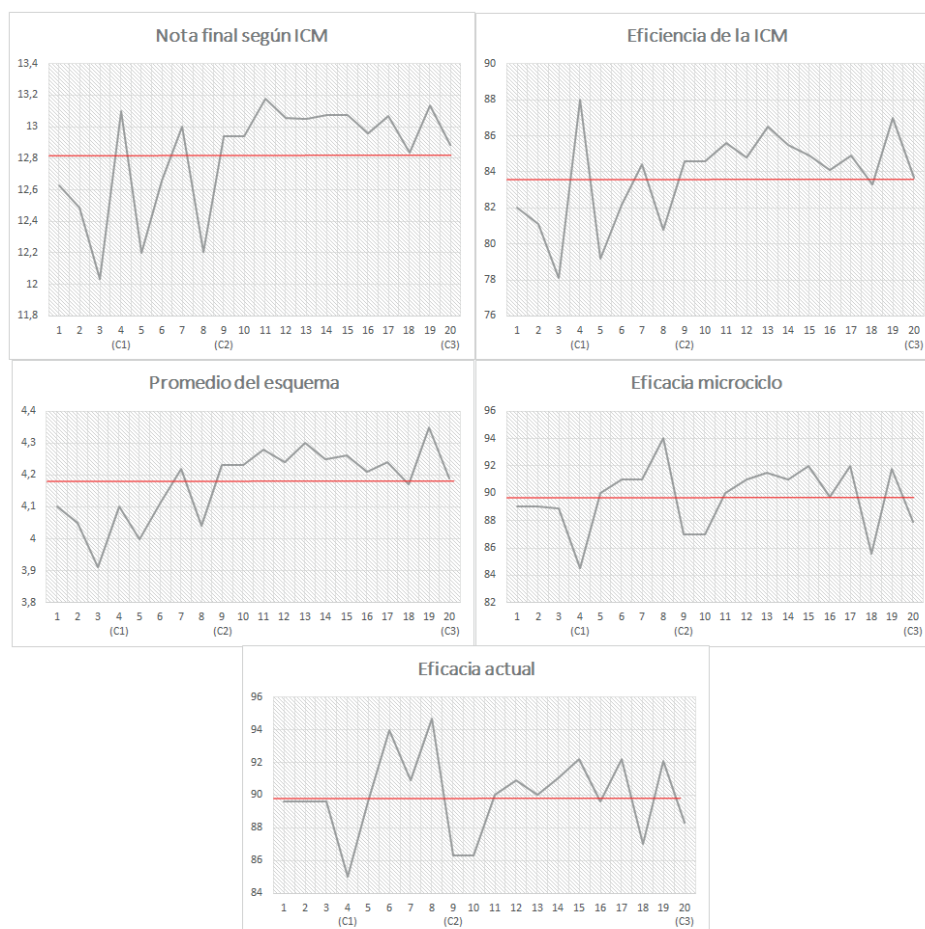 Nota final según ICM
13,4
13,2
13
12,8
12,6
12,4
12,2
12
11,8
1 2 3 4 5 6 7 8 9 10 11 12 13 14 15 16 17 18 19 20
(C1) (C2) (C3)
Eficiencia de la ICM
90
88
86
84
82
80
78
76
1 2 3 4 5 6 7 8 9 10 11 12 13 14 15 16 17 18 19 20
(C1) (C2) (C3)
Promedio del esquema
4,4
4,3
4,2
4,1
4
3,9
3,8
1 2 3 4 5 6 7 8 9 10 11 12 13 14 15 16 17 18 19 20
(C1) (C2) (C3)
Eficacia microciclo
96
94
92
90
88
86
84
82
1 2 3 4 5 6 7 8 9 10 11 12 13 14 15 16 17 18 19 20
(C1) (C2) (C3)
Eficacia actual
96
94
92
90
88
86
84
1 2 3 4 5 6 7 8 9 10 11 12 13 14 15 16 17 18 19 20
(C1) (C2) (C3)